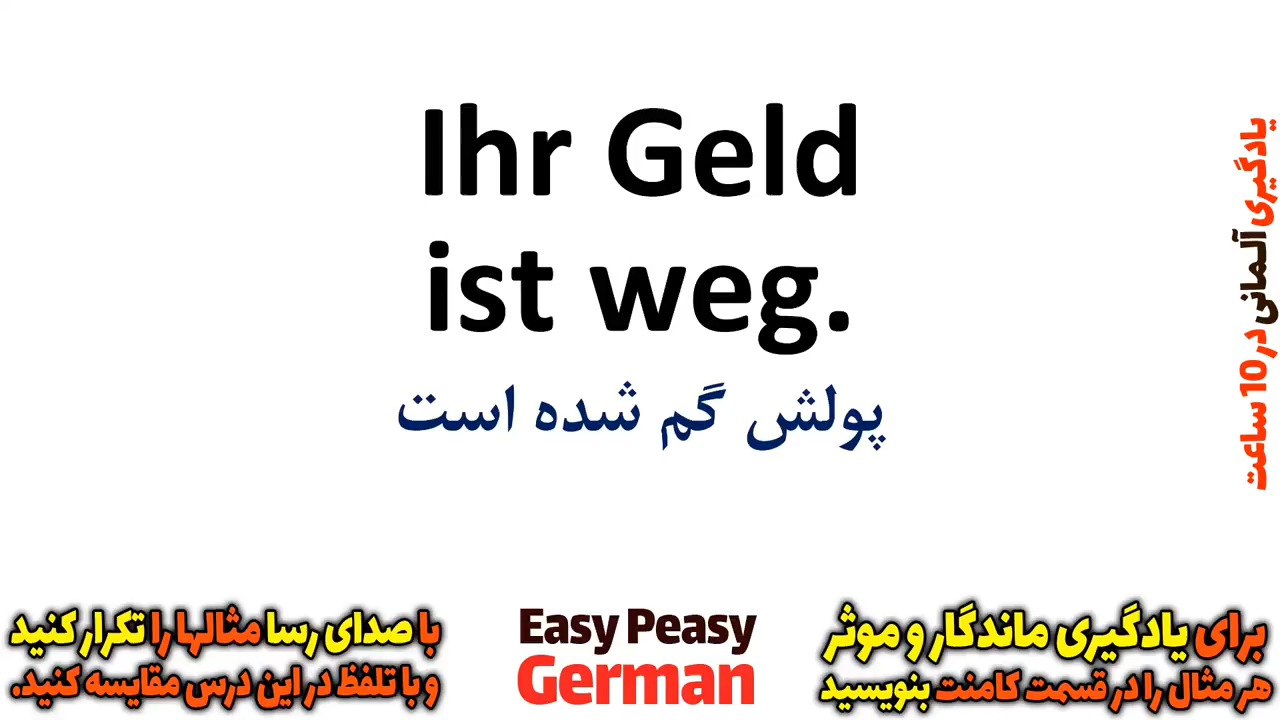 Ihr Geld
ist weg.
پولش گم شده است
یادگیری آلمانی در 10 ساعت
با صدای رسا مثالها را تکرار کنید
و با تلفظ در این درس مقایسه کنید.
Easy Peasy
German
برای یادگیری ماندگار و موثر
هر مثال را در قسمت کامنت بنویسید